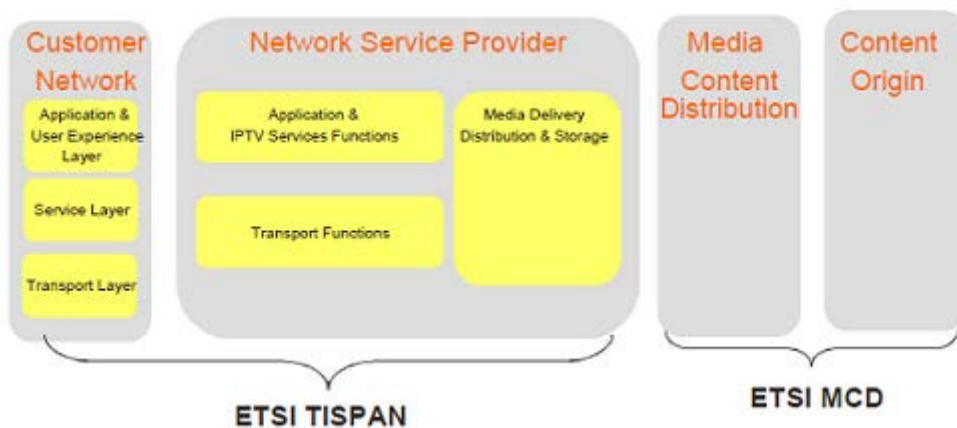 Customer
Network
Application &
User Experience
Layer
Service Layer
Transport Layer
Network Service Provider
Application &
IPTV Services Functions
Transport Functions
Media Delivery
Distribution & Storage
Media
Content
Distribution
Content
Origin
ETSI TISPAN
ETSI MCD